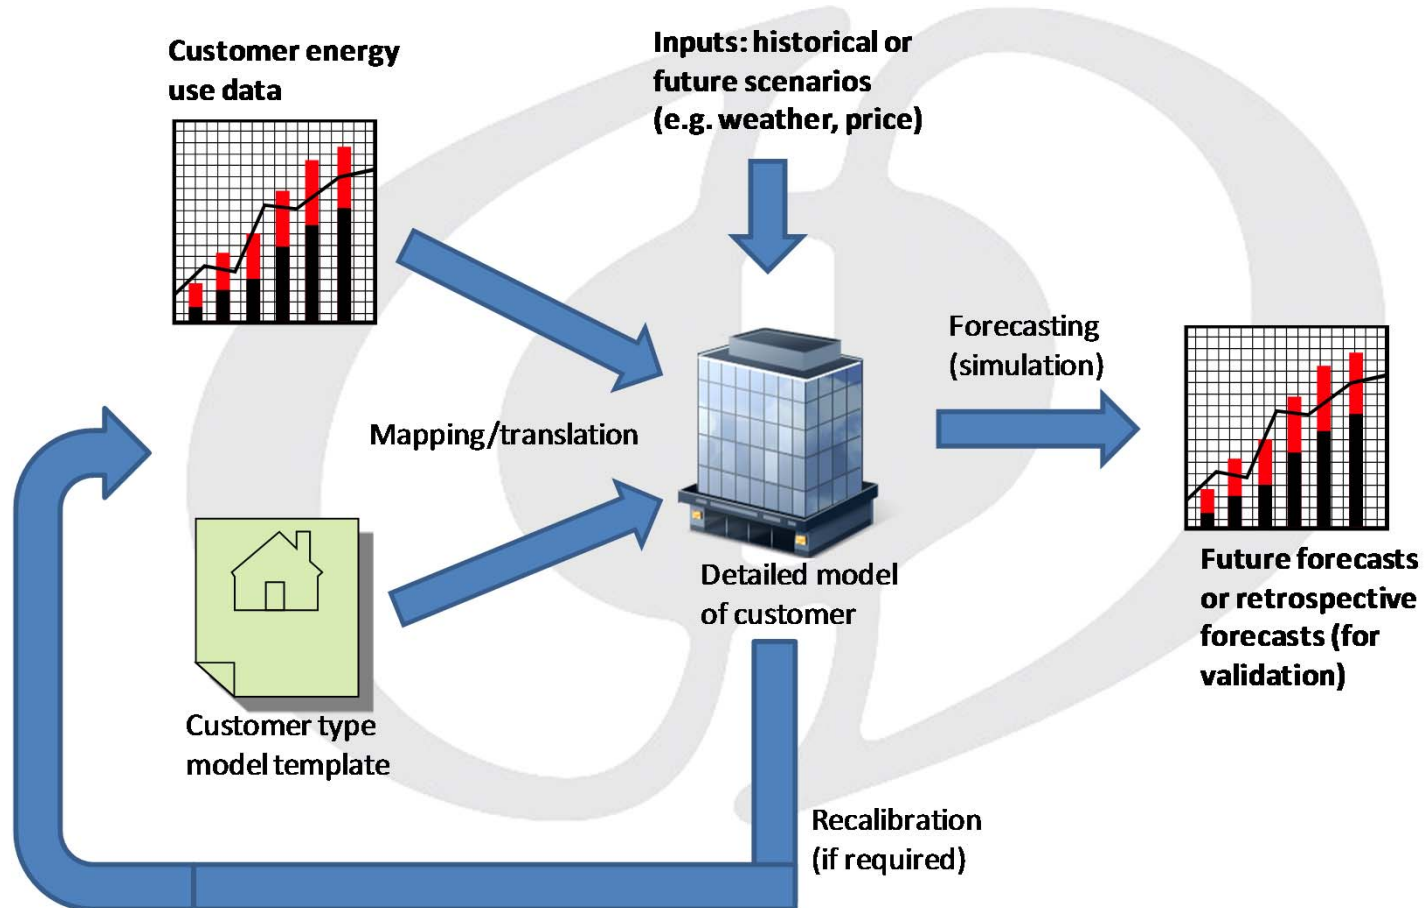 Customer energy
use data
Inputs: historical or
future scenarios
(e.g. weather, price)
Forecasting
(simulation)
Mapping/translation
Detailed model
of customer
Future forecasts
or retrospective
forecasts (for
validation)
Customer type
model template
Recalibration
(if required)